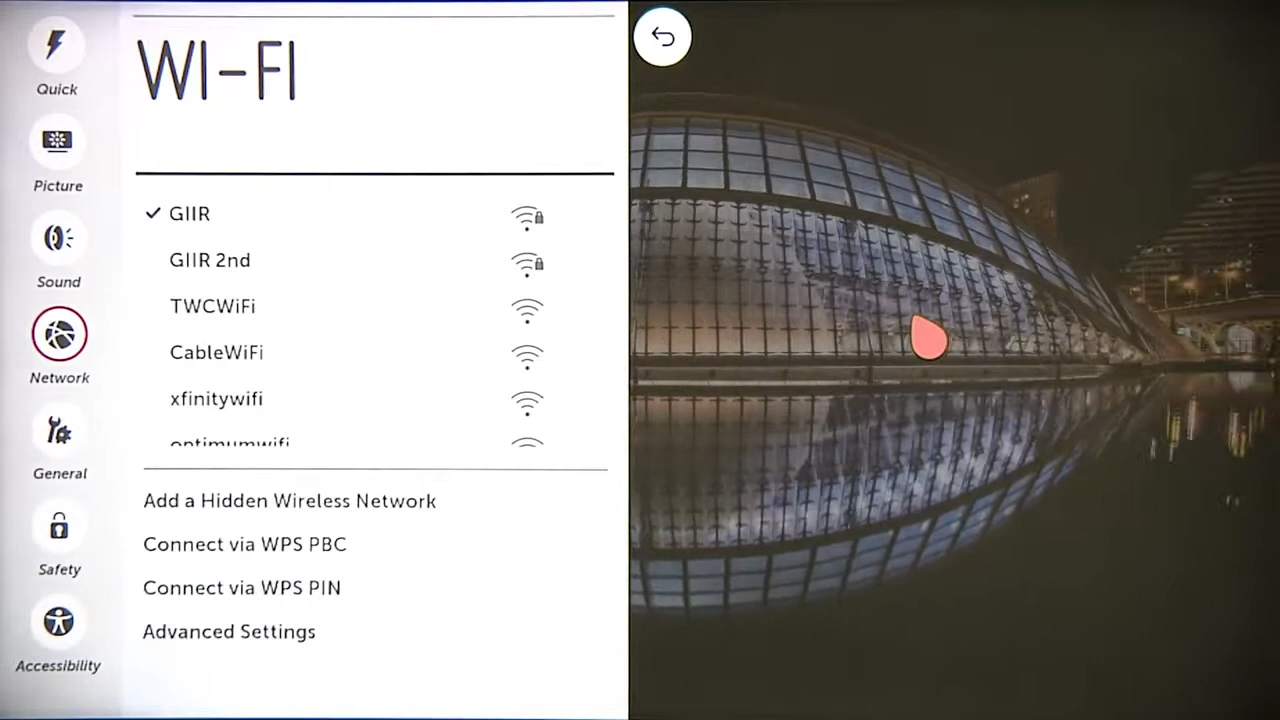 Quick
Picture
Sound
Network
General
Safety
Accessibility
WI-FI
GIIR
GIIR 2nd
TWCWiFi
CableWiFi
xfinitywifi
optimumwifi
Add a Hidden Wireless Network
Connect via WPS PBC
Connect via WPS PIN
Advanced Settings